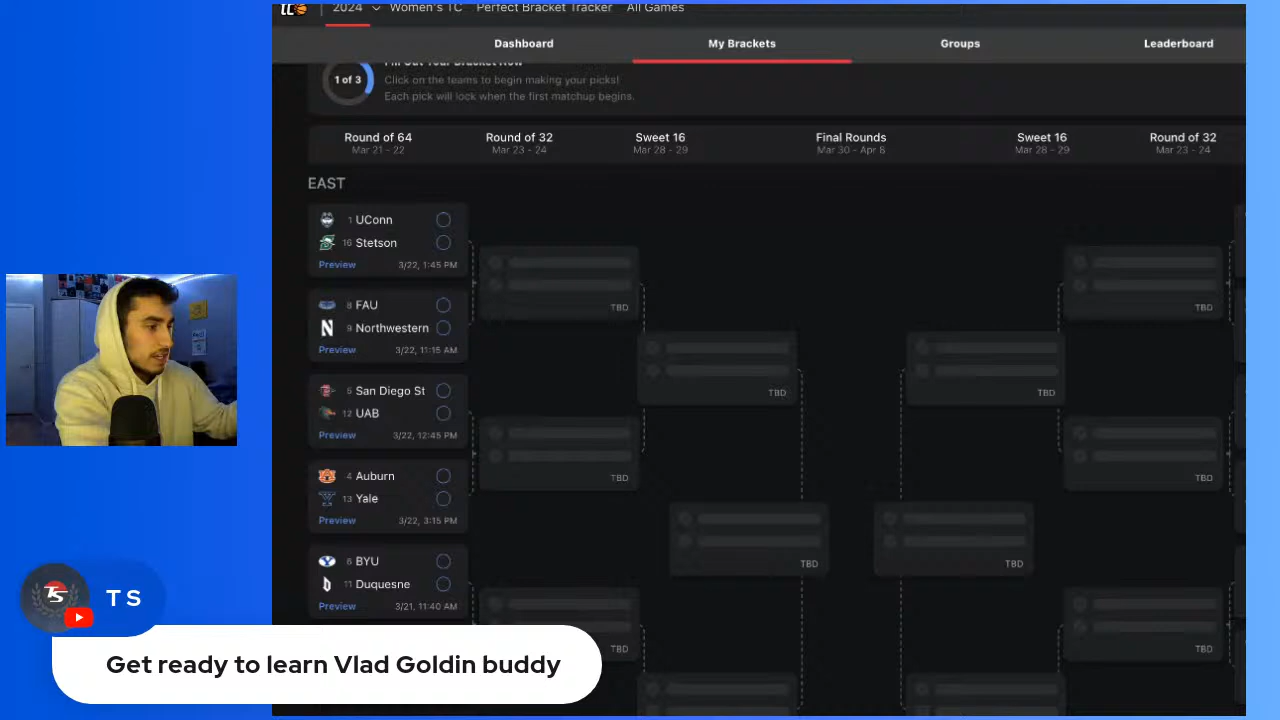 2024 Women's TC Perfect Bracket Tracker All Games
Dashboard My Brackets Groups Leaderboard
1 of 3
Fill Out Your Bracket Now
Click on the teams to begin making your picks!
Each pick will lock when the first matchup begins.
Round of 64 Round of 32 Sweet 16 Final Rounds Sweet 16 Round of 32
Mar 21 - 22 Mar 23 - 24 Mar 28 - 29 Mar 30 - Apr 8 Mar 28 - 29 Mar 23 - 24
EAST
1 UConn
16 Stetson
Preview 3/22, 1:45 PM
TBD
TBD
8 FAU
9 Northwestern
Preview 3/22, 11:15 AM
TBD
TBD
5 San Diego St
12 UAB
Preview 3/22, 12:45 PM
TBD
TBD
4 Auburn
13 Yale
Preview 3/22, 3:15 PM
TBD
TBD
6 BYU
11 Duquesne
Preview 3/21, 11:40 AM
TBD
TBD
TS
T S
Get ready to learn Vlad Goldin buddy